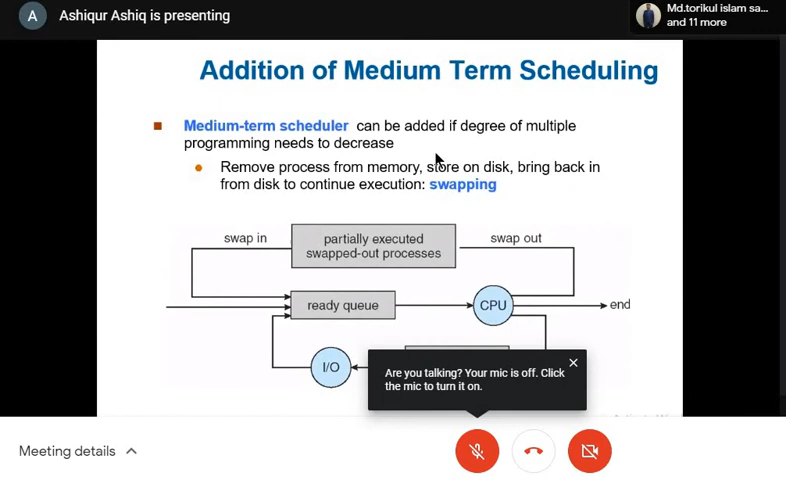 A
Ashiqur Ashiq is presenting
Md.torikul islam sa...
and 11 more
Addition of Medium Term Scheduling
Medium-term scheduler can be added if degree of multiple
programming needs to decrease
Remove process from memory, store on disk, bring back in
from disk to continue execution: swapping
swap in
partially executed
swapped-out processes
swap out
ready queue
CPU
end
I/O
Are you talking? Your mic is off. Click
the mic to turn it on.
Meeting details